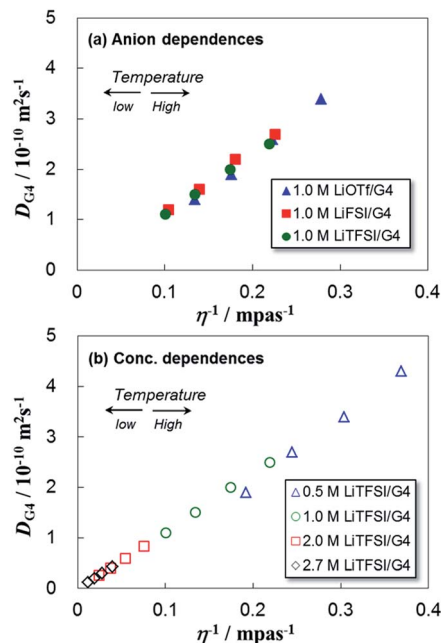 5
(a) Anion dependences
4
Temperature
low High
3
2
1
0
D_G4 / 10⁻¹⁰ m²s⁻¹
1.0 M LiOTf/G4
1.0 M LiFSI/G4
1.0 M LiTFSI/G4
0 0.1 0.2 0.3 0.4
η⁻¹ / mpas⁻¹
5
(b) Conc. dependences
4
Temperature
low High
3
2
1
0
D_G4 / 10⁻¹⁰ m²s⁻¹
0.5 M LiTFSI/G4
1.0 M LiTFSI/G4
2.0 M LiTFSI/G4
2.7 M LiTFSI/G4
0 0.1 0.2 0.3 0.4
η⁻¹ / mpas⁻¹